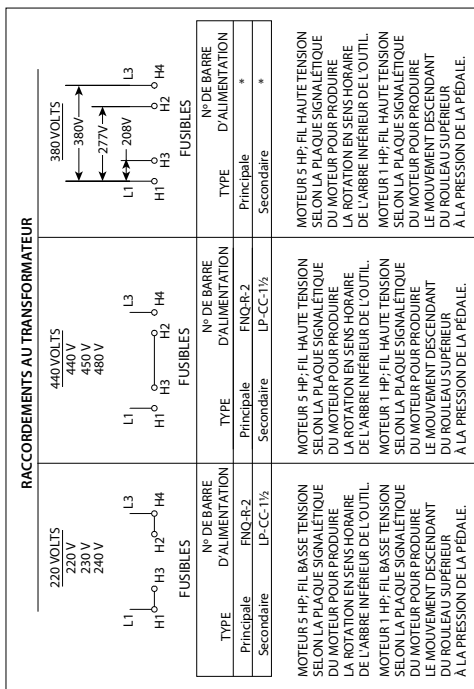 RACCORDEMENTS AU TRANSFORMATEUR
220 VOLTS
220 V
230 V
240 V
L1 L3
H1 H3 H2 H4
FUSIBLES
TYPE Nº DE BARRE D'ALIMENTATION
Principale FNQ-R-2
Secondaire LP-CC-1½
MOTEUR 5 HP; FIL BASSE TENSION
SELON LA PLAQUE SIGNALÉTIQUE
DU MOTEUR POUR PRODUIRE
LA ROTATION EN SENS HORAIRE
DE L'ARBRE INFÉRIEUR DE L'OUTIL.
MOTEUR 1 HP; FIL BASSE TENSION
SELON LA PLAQUE SIGNALÉTIQUE
DU MOTEUR POUR PRODUIRE
LE MOUVEMENT DESCENDANT
DU ROULEAU SUPÉRIEUR
À LA PRESSION DE LA PÉDALE.
440 VOLTS
440 V
450 V
480 V
L1 L3
H1 H3 H2 H4
FUSIBLES
TYPE Nº DE BARRE D'ALIMENTATION
Principale FNQ-R-2
Secondaire LP-CC-1½
MOTEUR 5 HP; FIL HAUTE TENSION
SELON LA PLAQUE SIGNALÉTIQUE
DU MOTEUR POUR PRODUIRE
LA ROTATION EN SENS HORAIRE
DE L'ARBRE INFÉRIEUR DE L'OUTIL.
MOTEUR 1 HP; FIL HAUTE TENSION
SELON LA PLAQUE SIGNALÉTIQUE
DU MOTEUR POUR PRODUIRE
LE MOUVEMENT DESCENDANT
DU ROULEAU SUPÉRIEUR
À LA PRESSION DE LA PÉDALE.
380 VOLTS
380V
277V
208V
L1 L3
H1 H3 H2 H4
FUSIBLES
TYPE Nº DE BARRE D'ALIMENTATION
Principale *
Secondaire *
MOTEUR 5 HP; FIL HAUTE TENSION
SELON LA PLAQUE SIGNALÉTIQUE
DU MOTEUR POUR PRODUIRE
LA ROTATION EN SENS HORAIRE
DE L'ARBRE INFÉRIEUR DE L'OUTIL.
MOTEUR 1 HP; FIL HAUTE TENSION
SELON LA PLAQUE SIGNALÉTIQUE
DU MOTEUR POUR PRODUIRE
LE MOUVEMENT DESCENDANT
DU ROULEAU SUPÉRIEUR
À LA PRESSION DE LA PÉDALE.